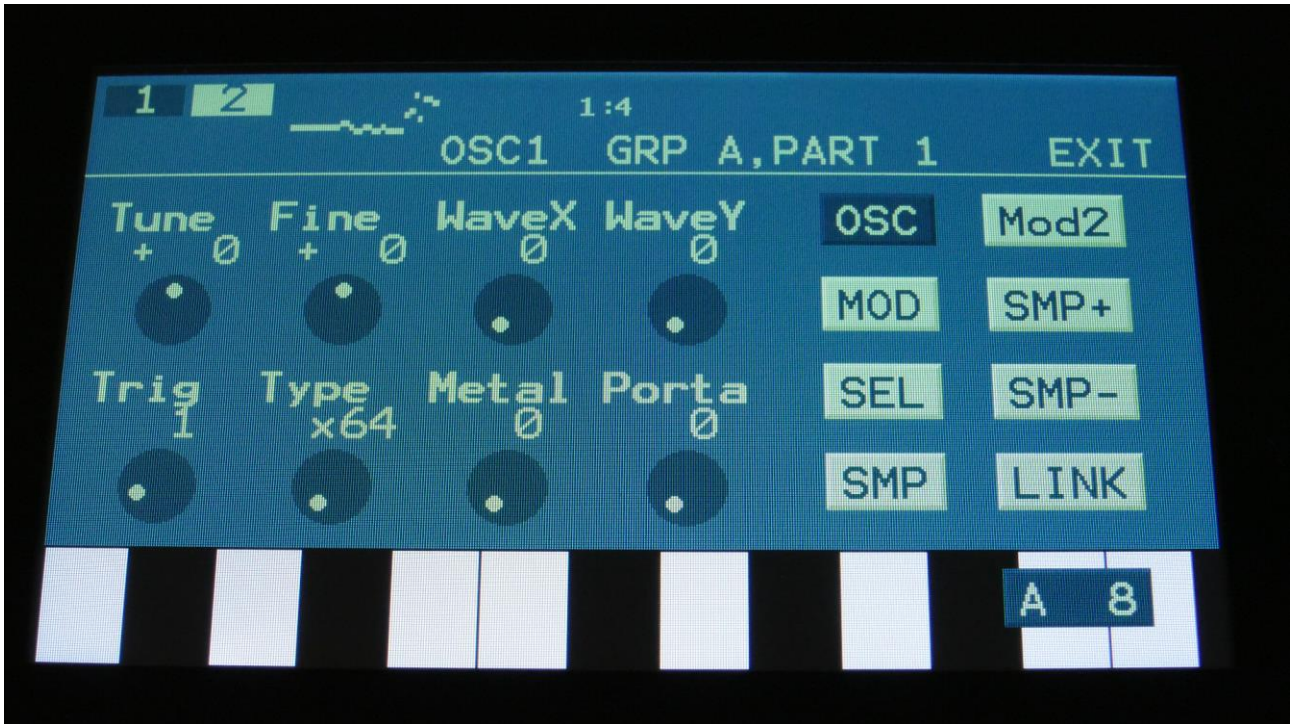 1 2 1:4
OSC1 GRP A,PART 1 EXIT
Tune Fine WaveX WaveY OSC Mod2
+ 0 + 0 0 0
MOD SMP+
Trig Type Metal Porta SEL SMP-
1 x64 0 0
SMP LINK
A 8